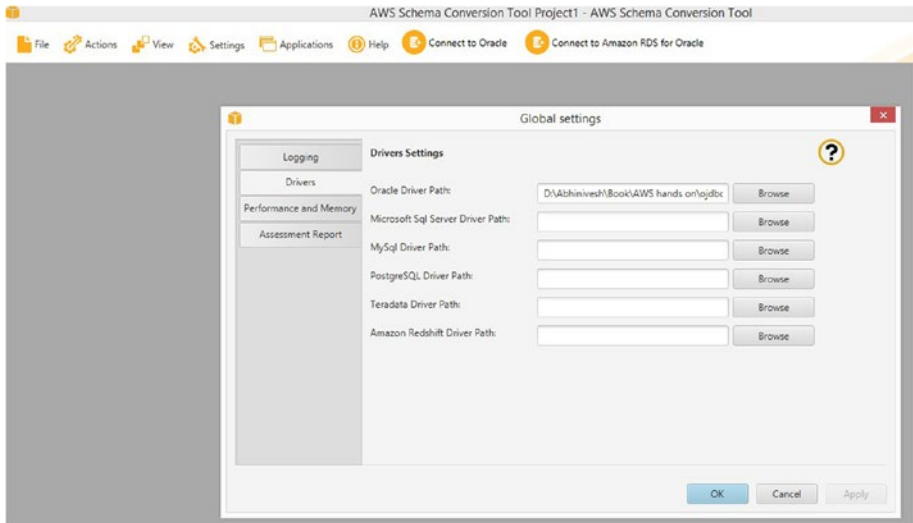 AWS Schema Conversion Tool Project1 - AWS Schema Conversion Tool
File Actions View Settings Applications Help Connect to Oracle Connect to Amazon RDS for Oracle
Global settings
Logging
Drivers
Performance and Memory
Assessment Report
Drivers Settings
?
Oracle Driver Path: D:\Abhinivesh\Book\AWS hands on\ojdbc Browse
Microsoft Sql Server Driver Path: Browse
MySql Driver Path: Browse
PostgreSQL Driver Path: Browse
Teradata Driver Path: Browse
Amazon Redshift Driver Path: Browse
OK Cancel Apply